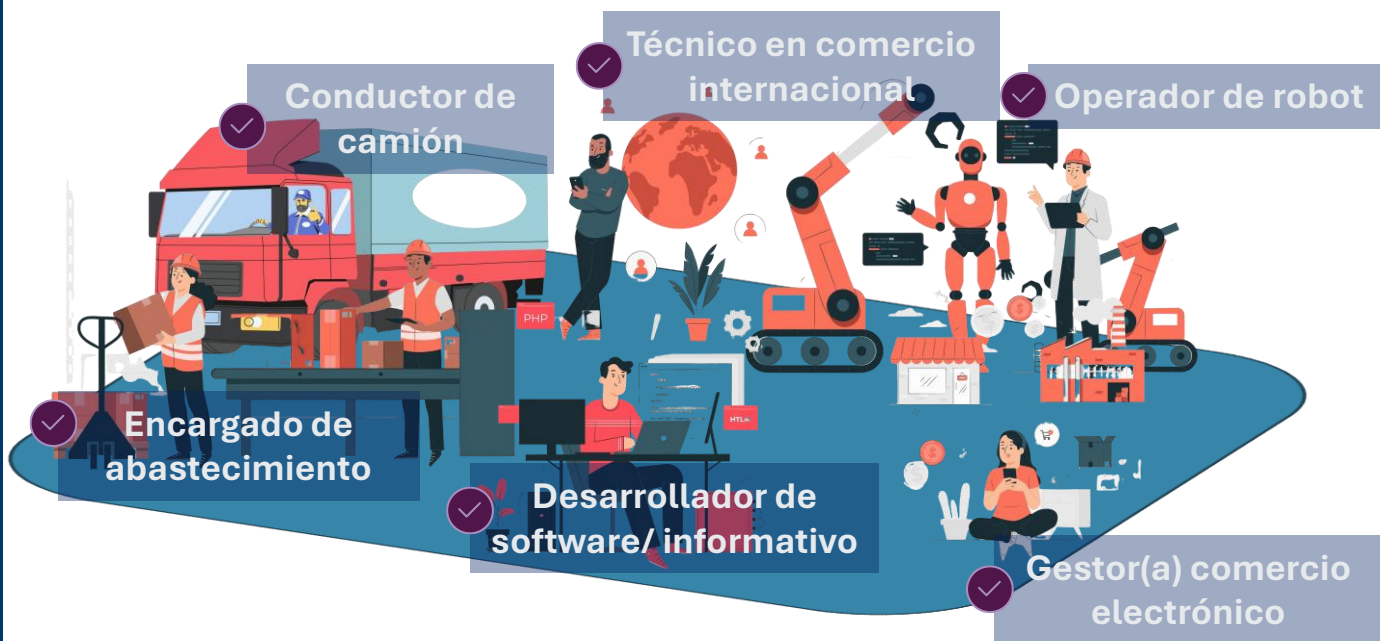 Técnico en comercio
internacional
Conductor de
camión
Operador de robot
PHP
HTL
Encargado de
abastecimiento
Desarrollador de
software/ informativo
Gestor(a) comercio
electrónico